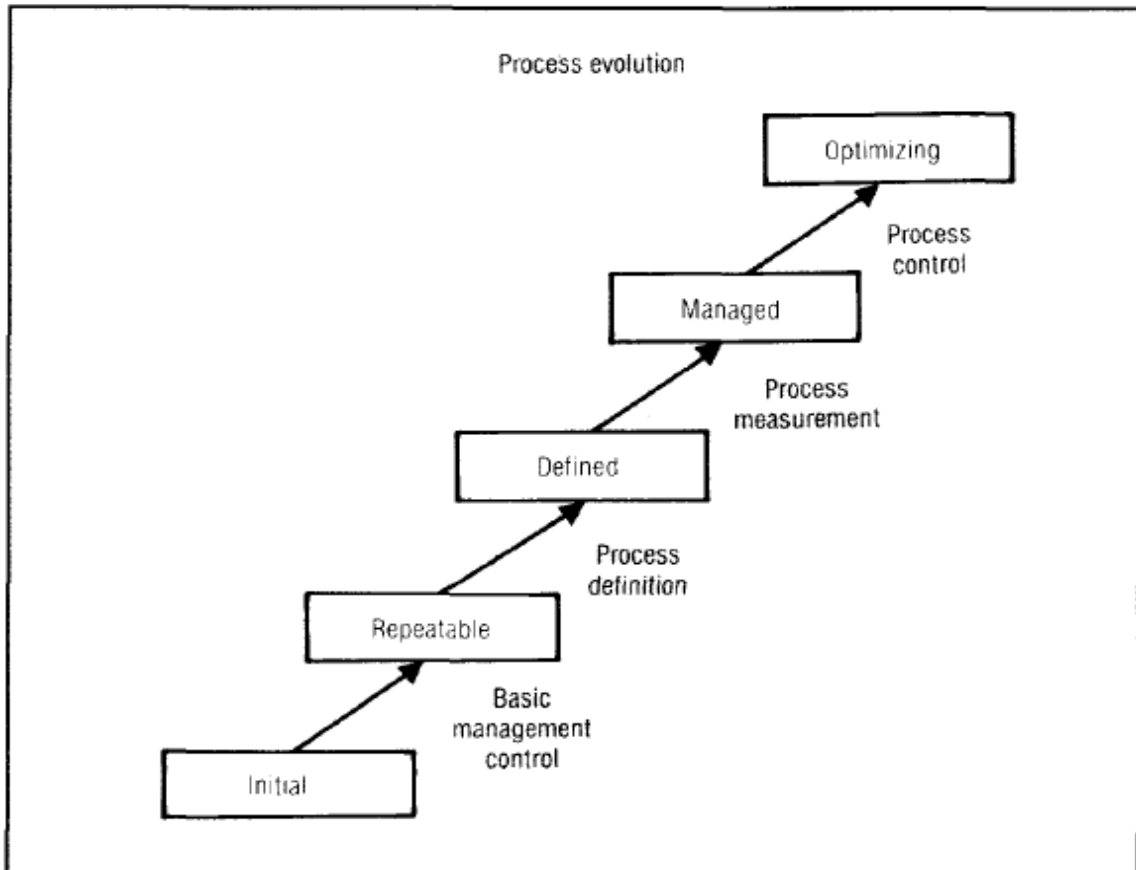 Process evolution
Optimizing
Process
control
Managed
Process
measurement
Defined
Process
definition
Repeatable
Basic
management
control
Initial